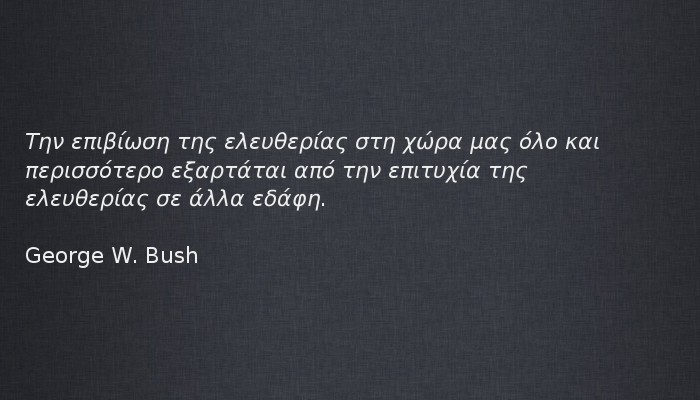 Την επιβίωση της ελευθερίας στη χώρα μας όλο και
περισσότερο εξαρτάται από την επιτυχία της
ελευθερίας σε άλλα εδάφη.
George W. Bush